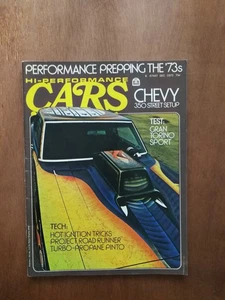 PERFORMANCE PREPPING THE '73s
HI-PERFORMANCE
CARS
CHEVY
350 STREET SETUP
TEST:
GRAN
TORINO
SPORT
TECH:
HOT IGNITION TRICKS
PROJECT ROAD RUNNER
TURBO-PROPANE PINTO